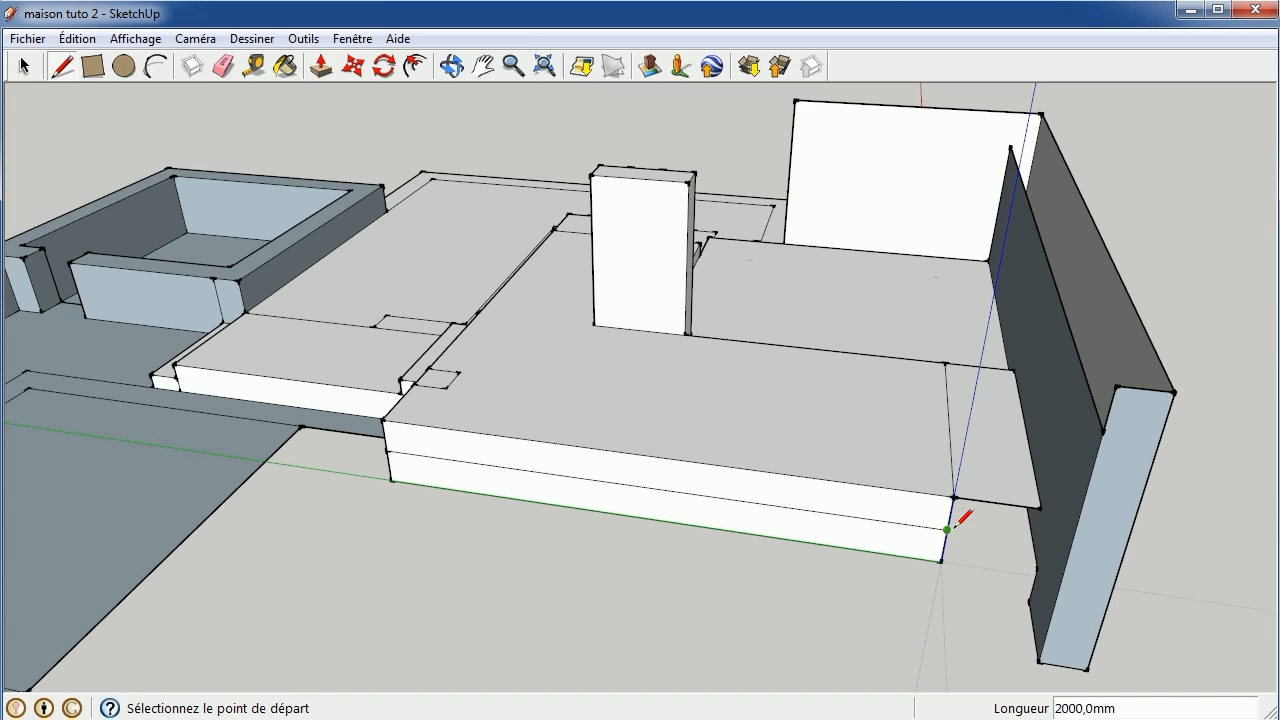 maison tuto 2 - SketchUp
Fichier Édition Affichage Caméra Dessiner Outils Fenêtre Aide
Sélectionnez le point de départ Longueur 2000,0mm